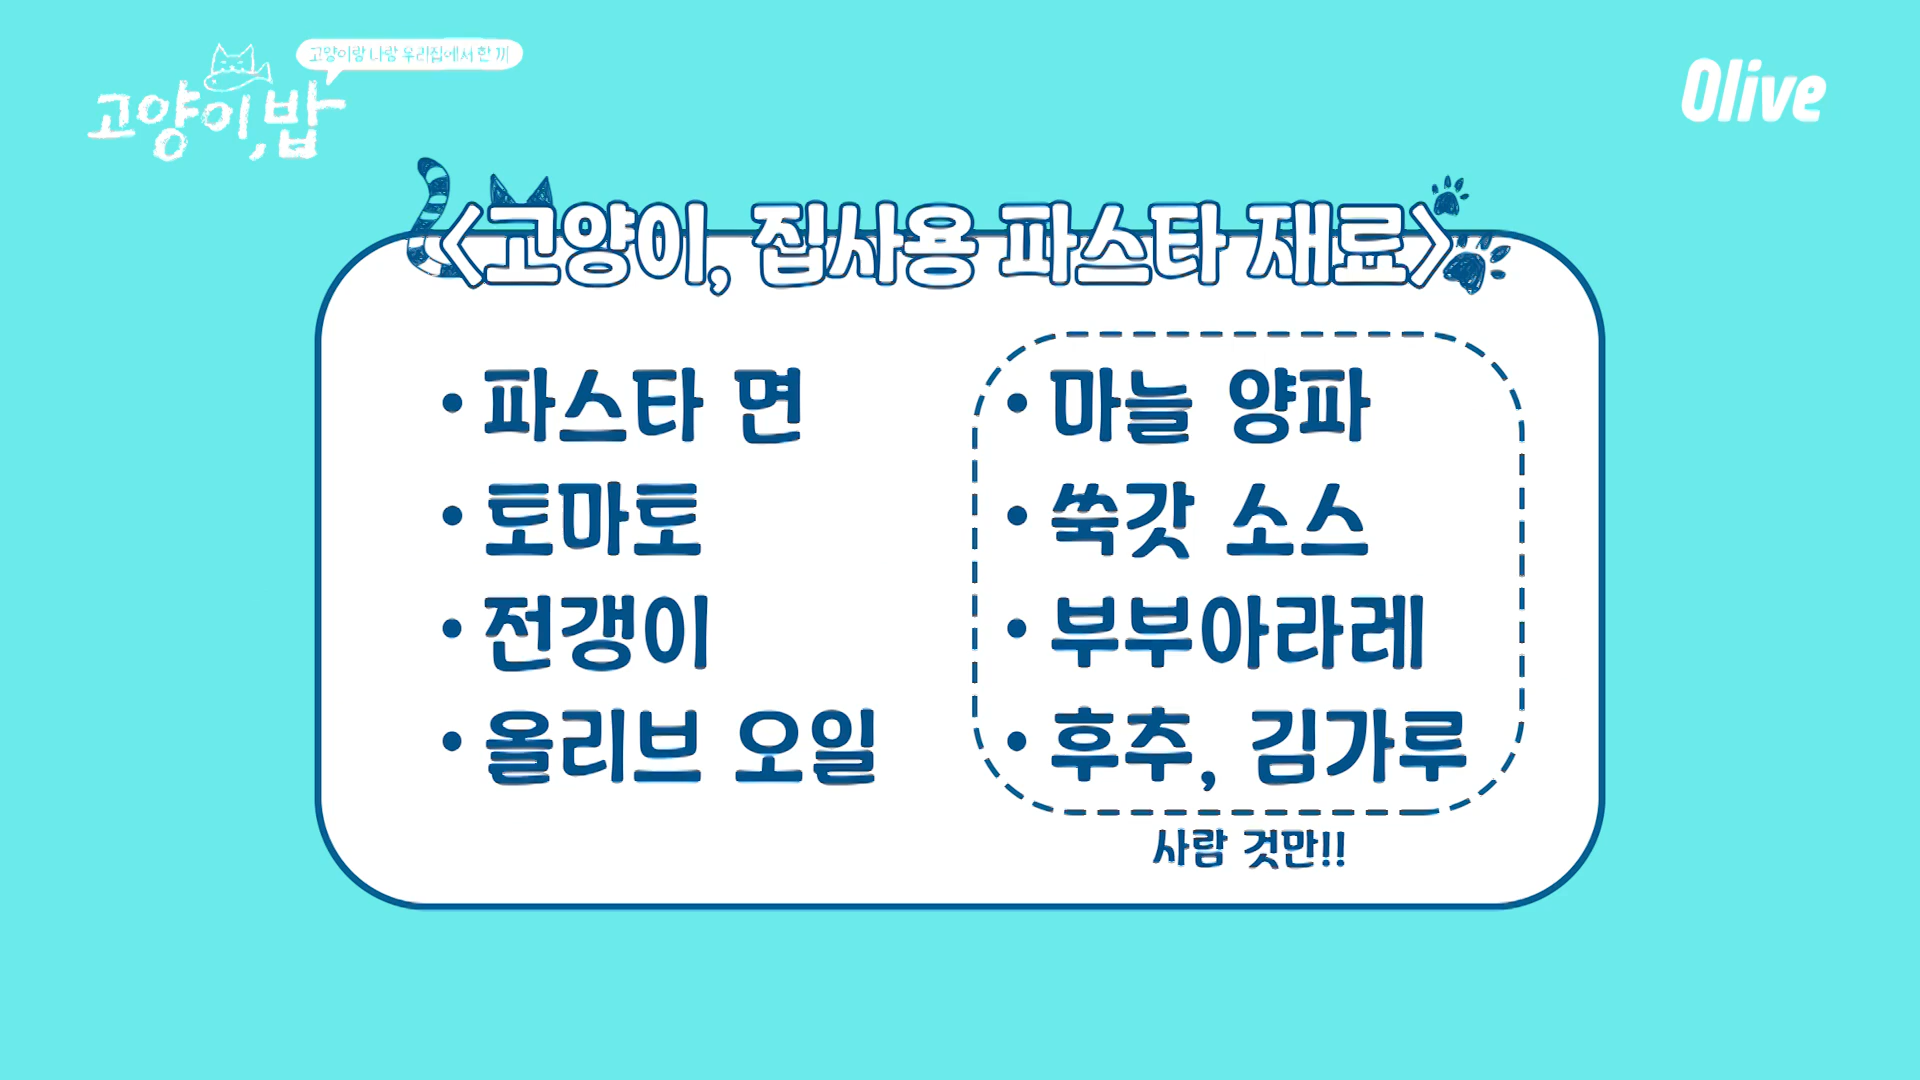 고양이랑 나랑 우리집에서 한 끼
고양이, 밥
Olive
<고양이, 집사용 파스타 재료>
• 파스타 면
• 토마토
• 전갱이
• 올리브 오일
• 마늘 양파
• 쑥갓 소스
• 부부아라레
• 후추, 김가루
사람 것만!!